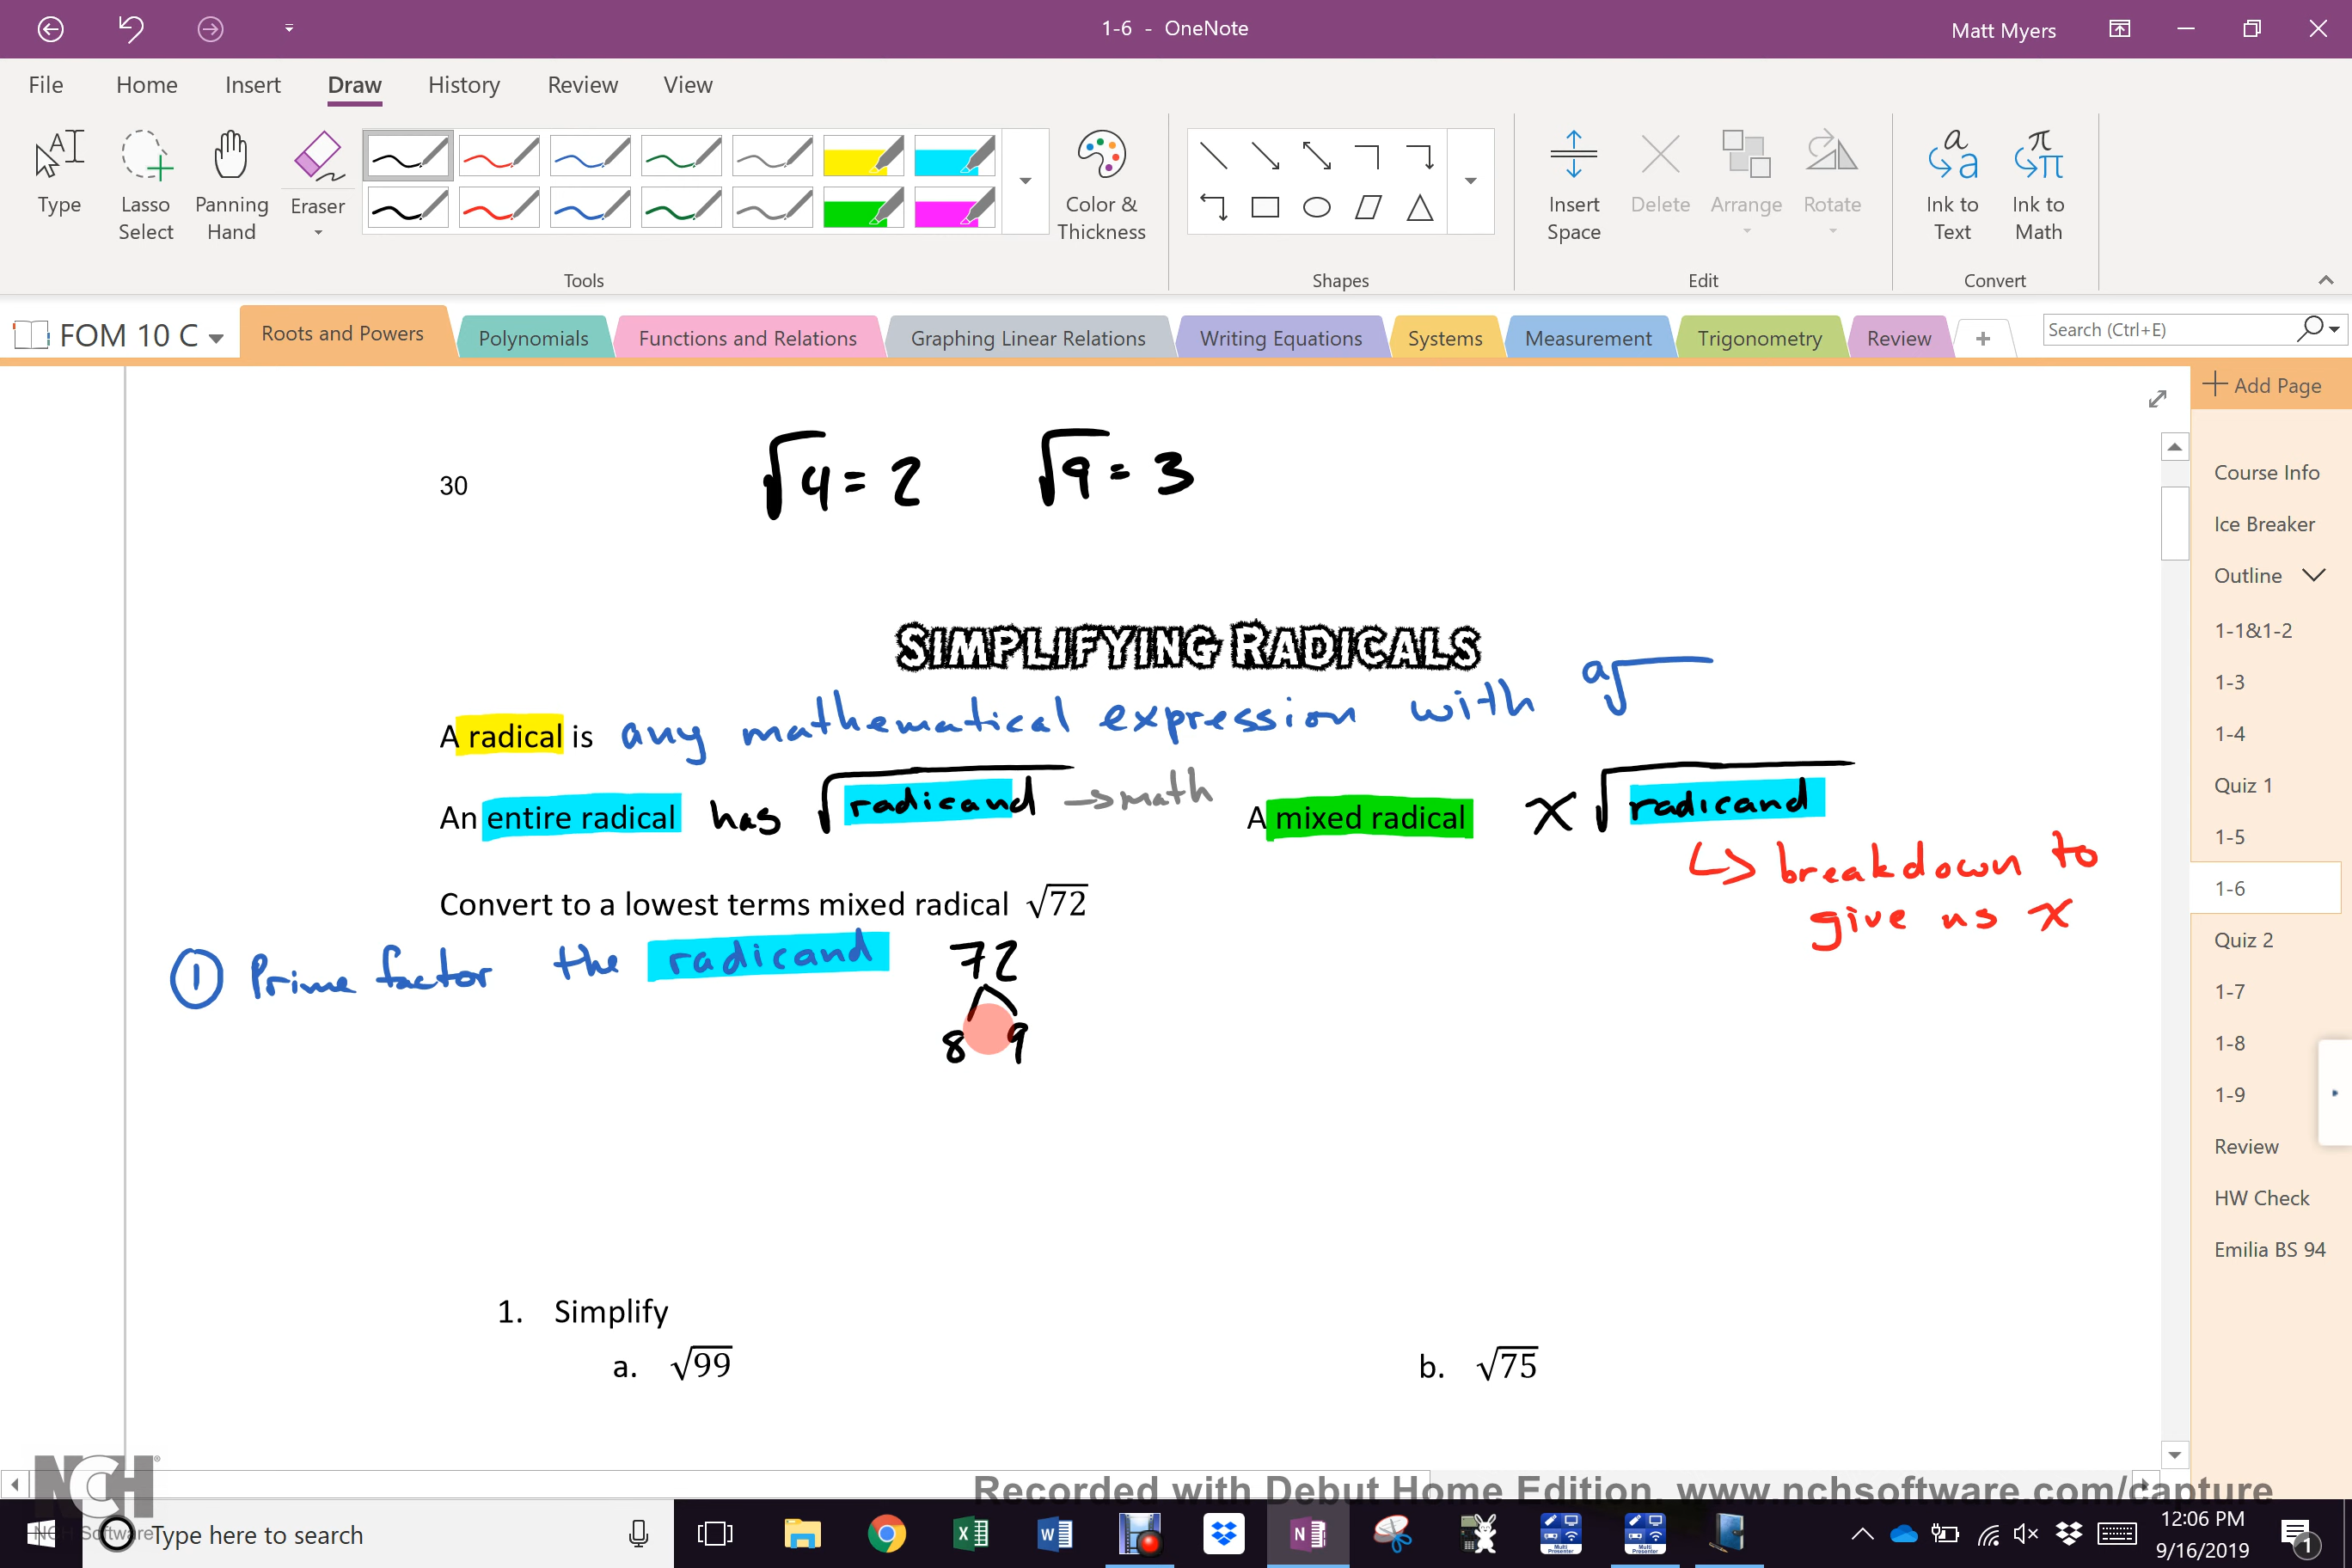 1-6 - OneNote
Matt Myers
File Home Insert Draw History Review View
Type
Lasso Select
Panning Hand
Eraser
Color & Thickness
Insert Space
Delete
Arrange
Rotate
a a
Ink to Text
π π
Ink to Math
Tools
Shapes
Edit
Convert
FOM 10 C
Roots and Powers
Polynomials
Functions and Relations
Graphing Linear Relations
Writing Equations
Systems
Measurement
Trigonometry
Review
+
Search (Ctrl+E)
Add Page
Course Info
Ice Breaker
Outline
1-1&1-2
1-3
1-4
Quiz 1
1-5
1-6
Quiz 2
1-7
1-8
1-9
Review
HW Check
Emilia BS 94
30
√4 = 2 √9 = 3
SIMPLIFYING RADICALS
A radical is any mathematical expression with ᵃ√
An entire radical has √radicand → math A mixed radical x√radicand
↳ breakdown to
give us x
Convert to a lowest terms mixed radical √72
① Prime factor the radicand 72
8 9
1. Simplify
a. √99 b. √75
NCH®
NCH Software
Recorded with Debut Home Edition. www.nchsoftware.com/capture
Type here to search
12:06 PM
9/16/2019
1